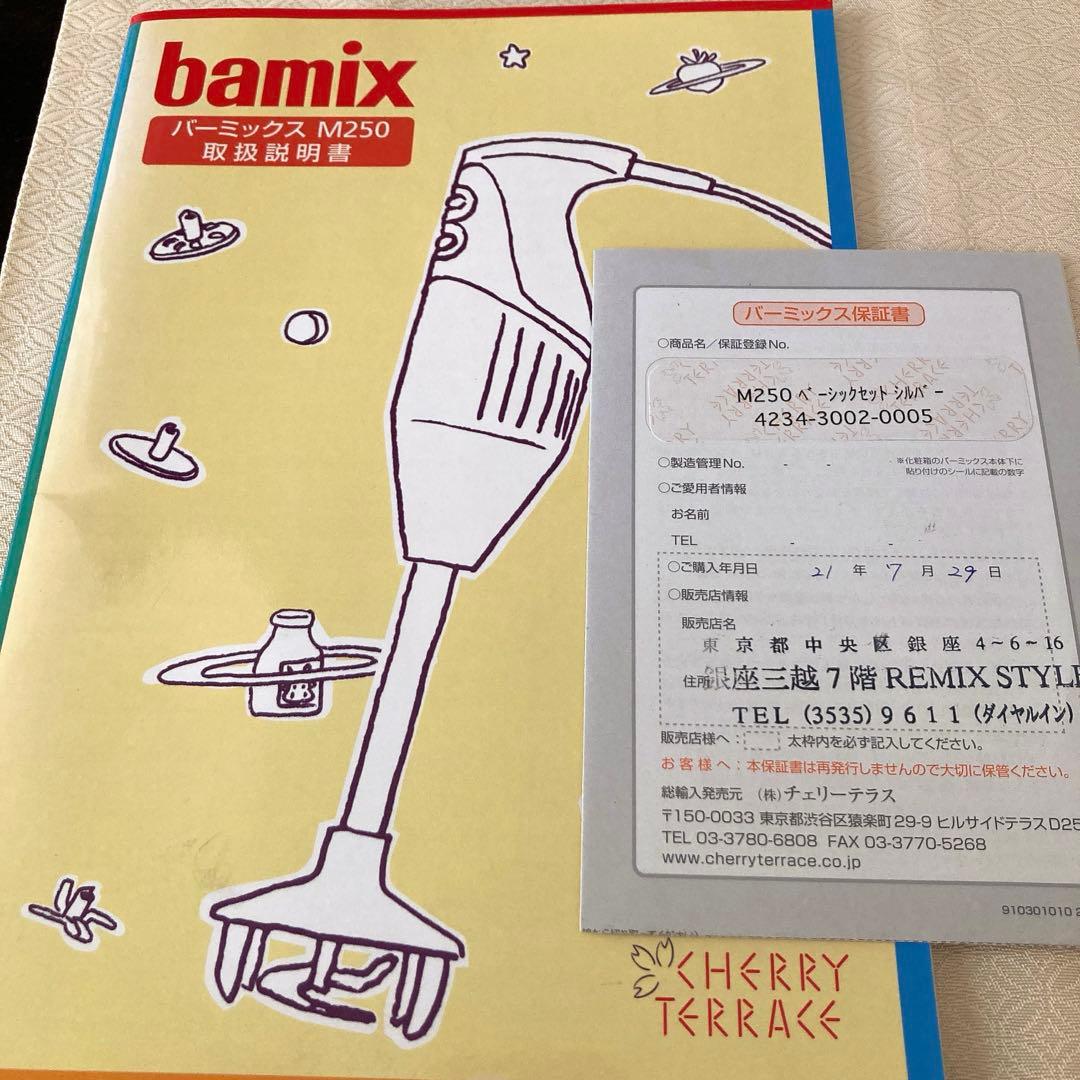 bamix
バーミックス M250
取扱説明書
バーミックス保証書
○商品名／保証登録No.
M250 ﾍﾞｰｼｯｸｾｯﾄ ｼﾙﾊﾞｰ
4234-3002-0005
○製造管理No. - -
※化粧箱のバーミックス本体下に
貼り付けのシールに記載の数字
○ご愛用者情報
お名前
TEL - -
○ご購入年月日 21 年 7 月 29 日
○販売店情報
販売店名
東京都中央区銀座4-6-16
住所 銀座三越7階 REMIX STYLE
TEL (3535) 9611 (ダイヤルイン)
販売店様へ： 太枠内を必ず記入してください。
お客様へ：本保証書は再発行しませんので大切に保管ください。
総輸入発売元 (株)チェリーテラス
〒150-0033 東京都渋谷区猿楽町29-9 ヒルサイドテラスD25
TEL 03-3780-6808 FAX 03-3770-5268
www.cherryterrace.co.jp
910301010 2
CHERRY
TERRACE